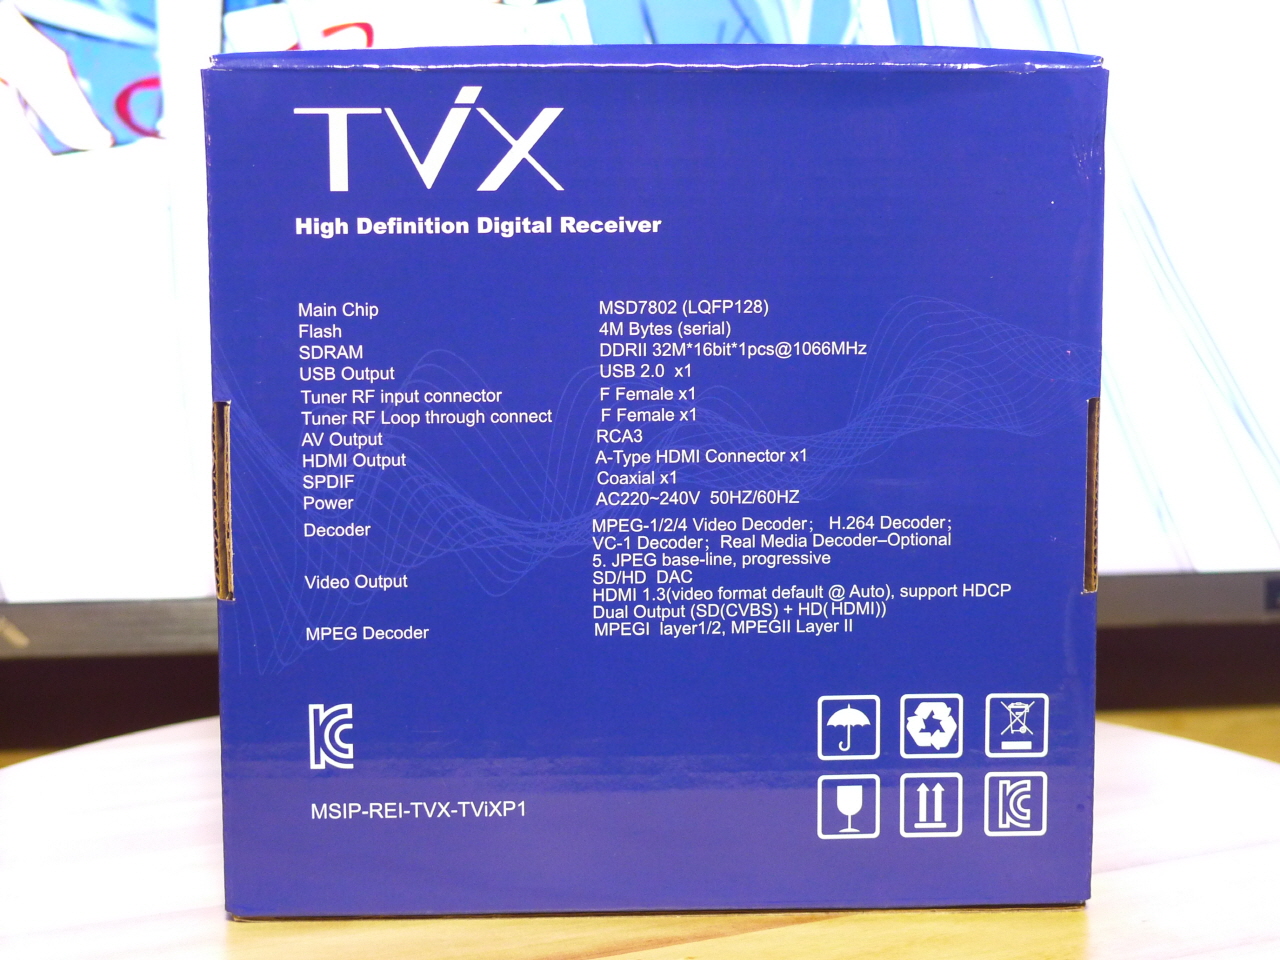 TViX
High Definition Digital Receiver
Main Chip MSD7802 (LQFP128)
Flash 4M Bytes (serial)
SDRAM DDRII 32M*16bit*1pcs@1066MHz
USB Output USB 2.0 x1
Tuner RF input connector F Female x1
Tuner RF Loop through connect F Female x1
AV Output RCA3
HDMI Output A-Type HDMI Connector x1
SPDIF Coaxial x1
Power AC220~240V 50HZ/60HZ
Decoder MPEG-1/2/4 Video Decoder; H.264 Decoder;
VC-1 Decoder; Real Media Decoder–Optional
5. JPEG base-line, progressive
Video Output SD/HD DAC
HDMI 1.3(video format default @ Auto), support HDCP
Dual Output (SD(CVBS) + HD(HDMI))
MPEG Decoder MPEGI layer1/2, MPEGII Layer II
KC
MSIP-REI-TVX-TViXP1
KC